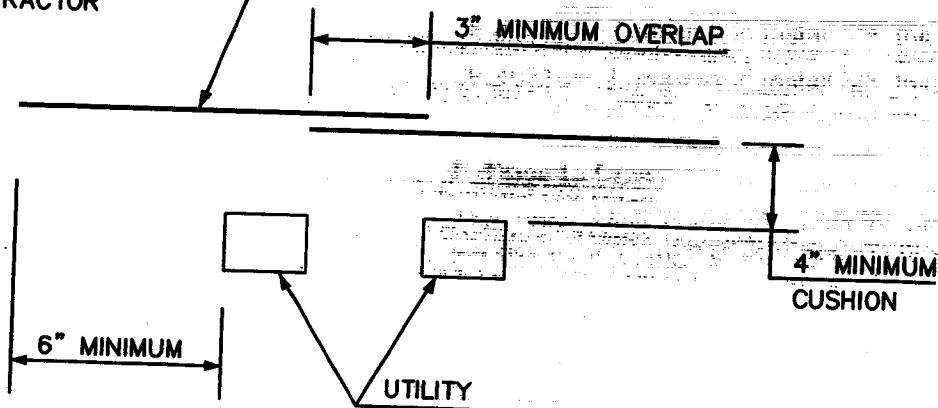 RACTOR
3" MINIMUM OVERLAP
4" MINIMUM
CUSHION
6" MINIMUM
UTILITY